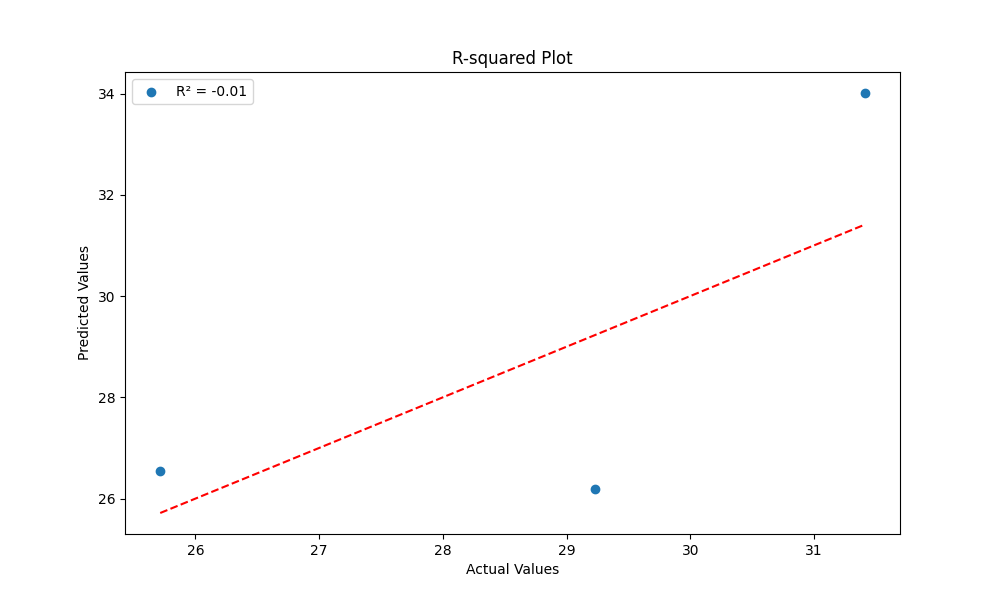 R-squared Plot
R² = -0.01
34
32
30
28
26
Predicted Values
26
27
28
29
30
31
Actual Values